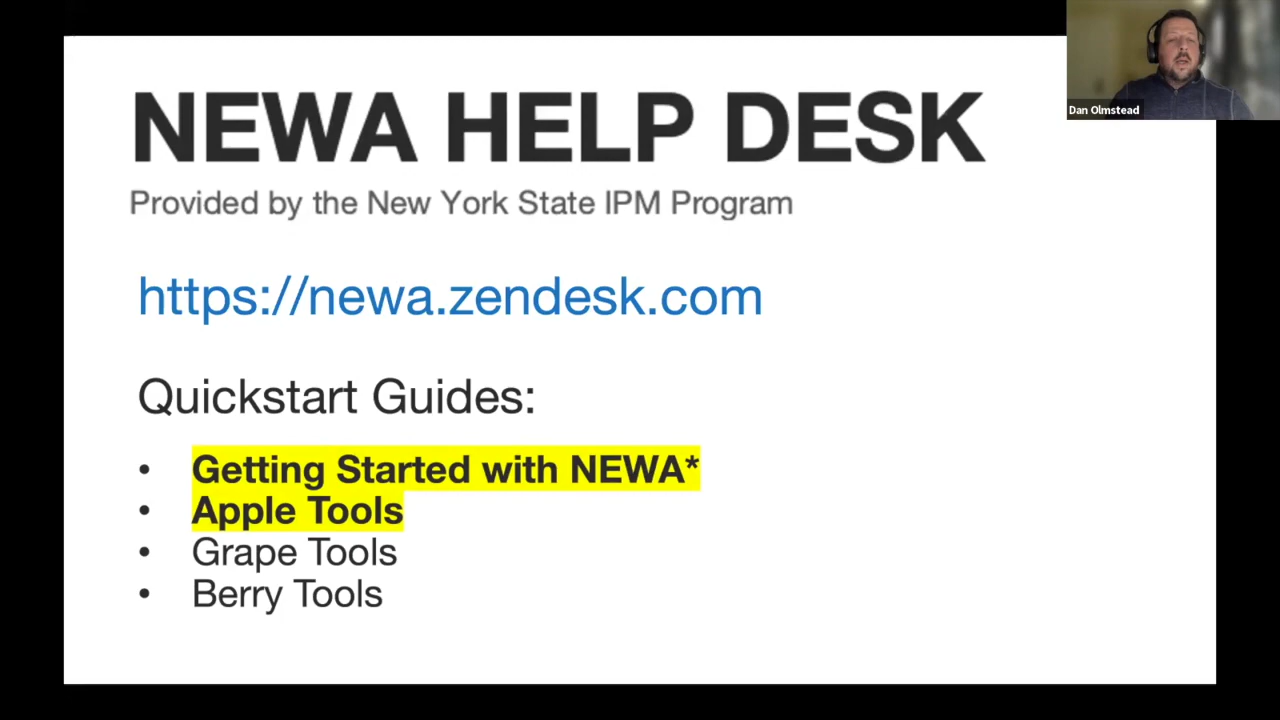 NEWA HELP DESK
Provided by the New York State IPM Program
https://newa.zendesk.com
Quickstart Guides:
• Getting Started with NEWA*
• Apple Tools
• Grape Tools
• Berry Tools
Dan Olmstead